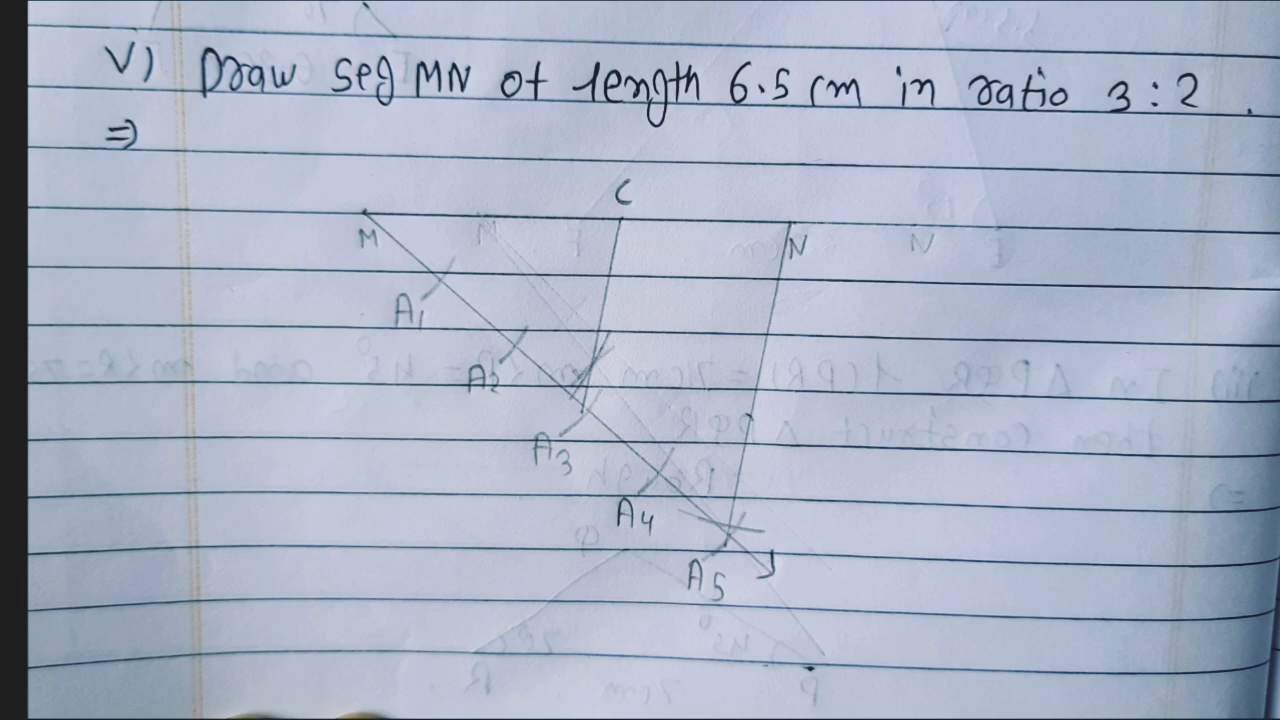 V) Draw seg MN of length 6.5 cm in ratio 3:2.
⇒
C
M N
A1
A2
A3
A4
A5